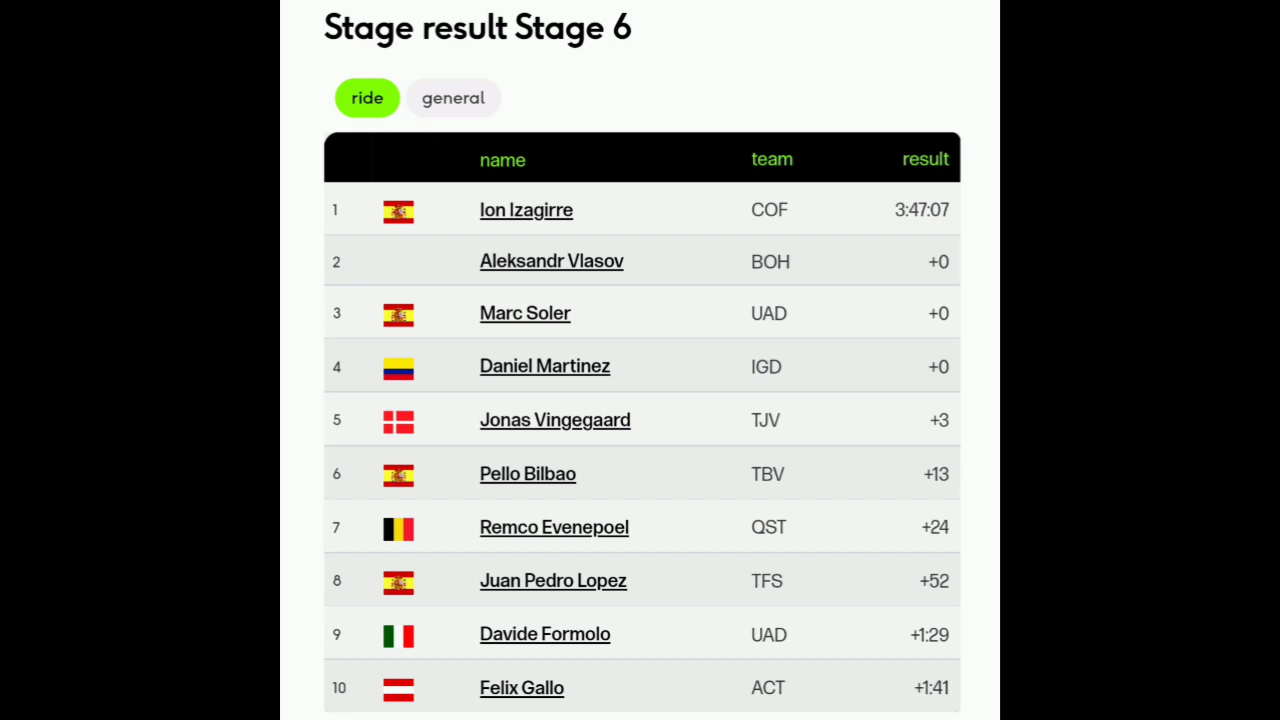 Stage result Stage 6
ride general
name team result
1 Ion Izagirre COF 3:47:07
2 Aleksandr Vlasov BOH +0
3 Marc Soler UAD +0
4 Daniel Martinez IGD +0
5 Jonas Vingegaard TJV +3
6 Pello Bilbao TBV +13
7 Remco Evenepoel QST +24
8 Juan Pedro Lopez TFS +52
9 Davide Formolo UAD +1:29
10 Felix Gallo ACT +1:41